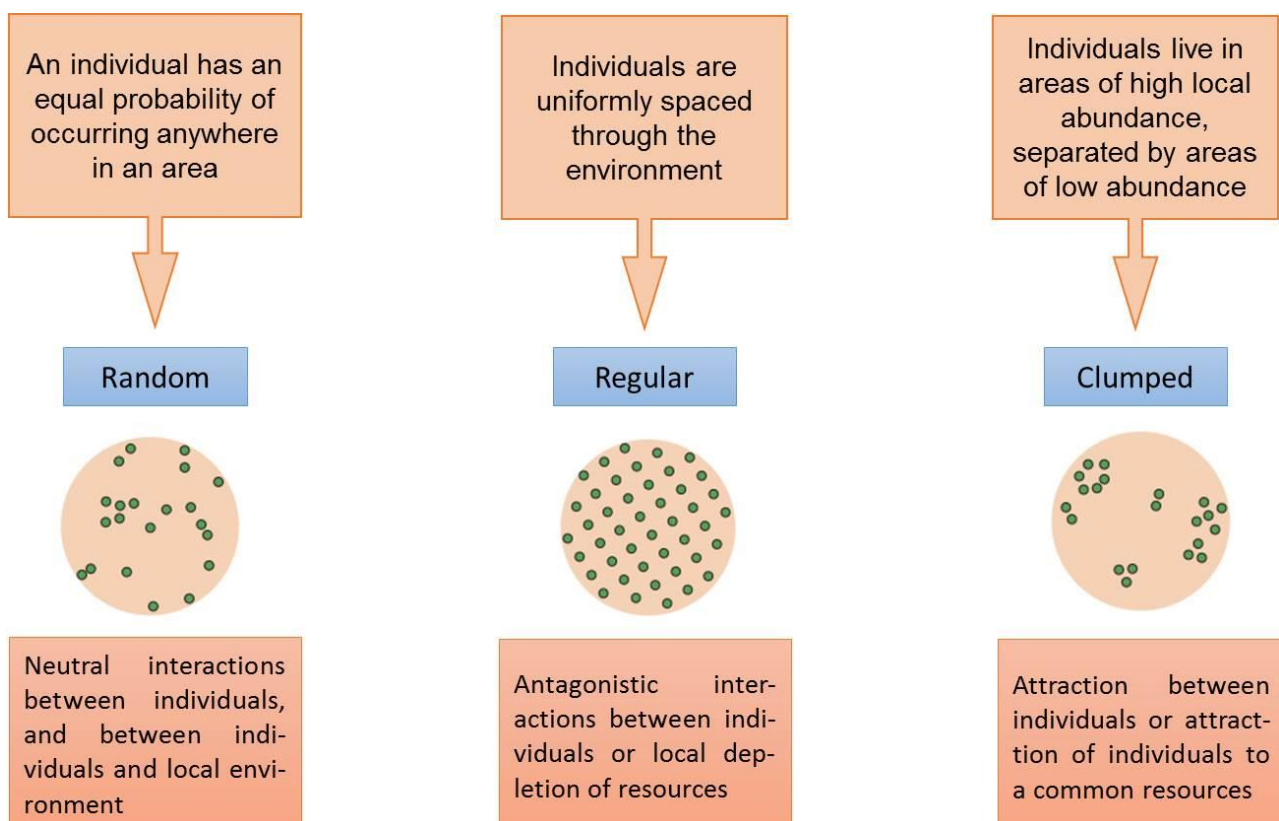 An individual has an
equal probability of
occurring anywhere
in an area
Individuals are
uniformly spaced
through the
environment
Individuals live in
areas of high local
abundance,
separated by areas
of low abundance
Random
Regular
Clumped
Neutral interactions
between individuals,
and between indi-
viduals and local envi-
ronment
Antagonistic inter-
actions between indi-
viduals or local dep-
letion of resources
Attraction between
individuals or attract-
tion of individuals to
a common resources